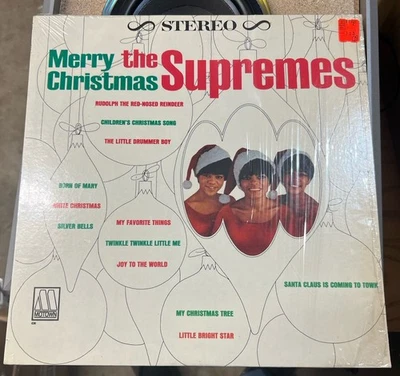 STEREO
Merry the Supremes
Christmas
RUDOLPH THE RED-NOSED REINDEER
CHILDREN'S CHRISTMAS SONG
THE LITTLE DRUMMER BOY
BORN OF MARY
WHITE CHRISTMAS
SILVER BELLS
MY FAVORITE THINGS
TWINKLE TWINKLE LITTLE ME
JOY TO THE WORLD
SANTA CLAUS IS COMING TO TOWN
MY CHRISTMAS TREE
LITTLE BRIGHT STAR
M
MOTOWN